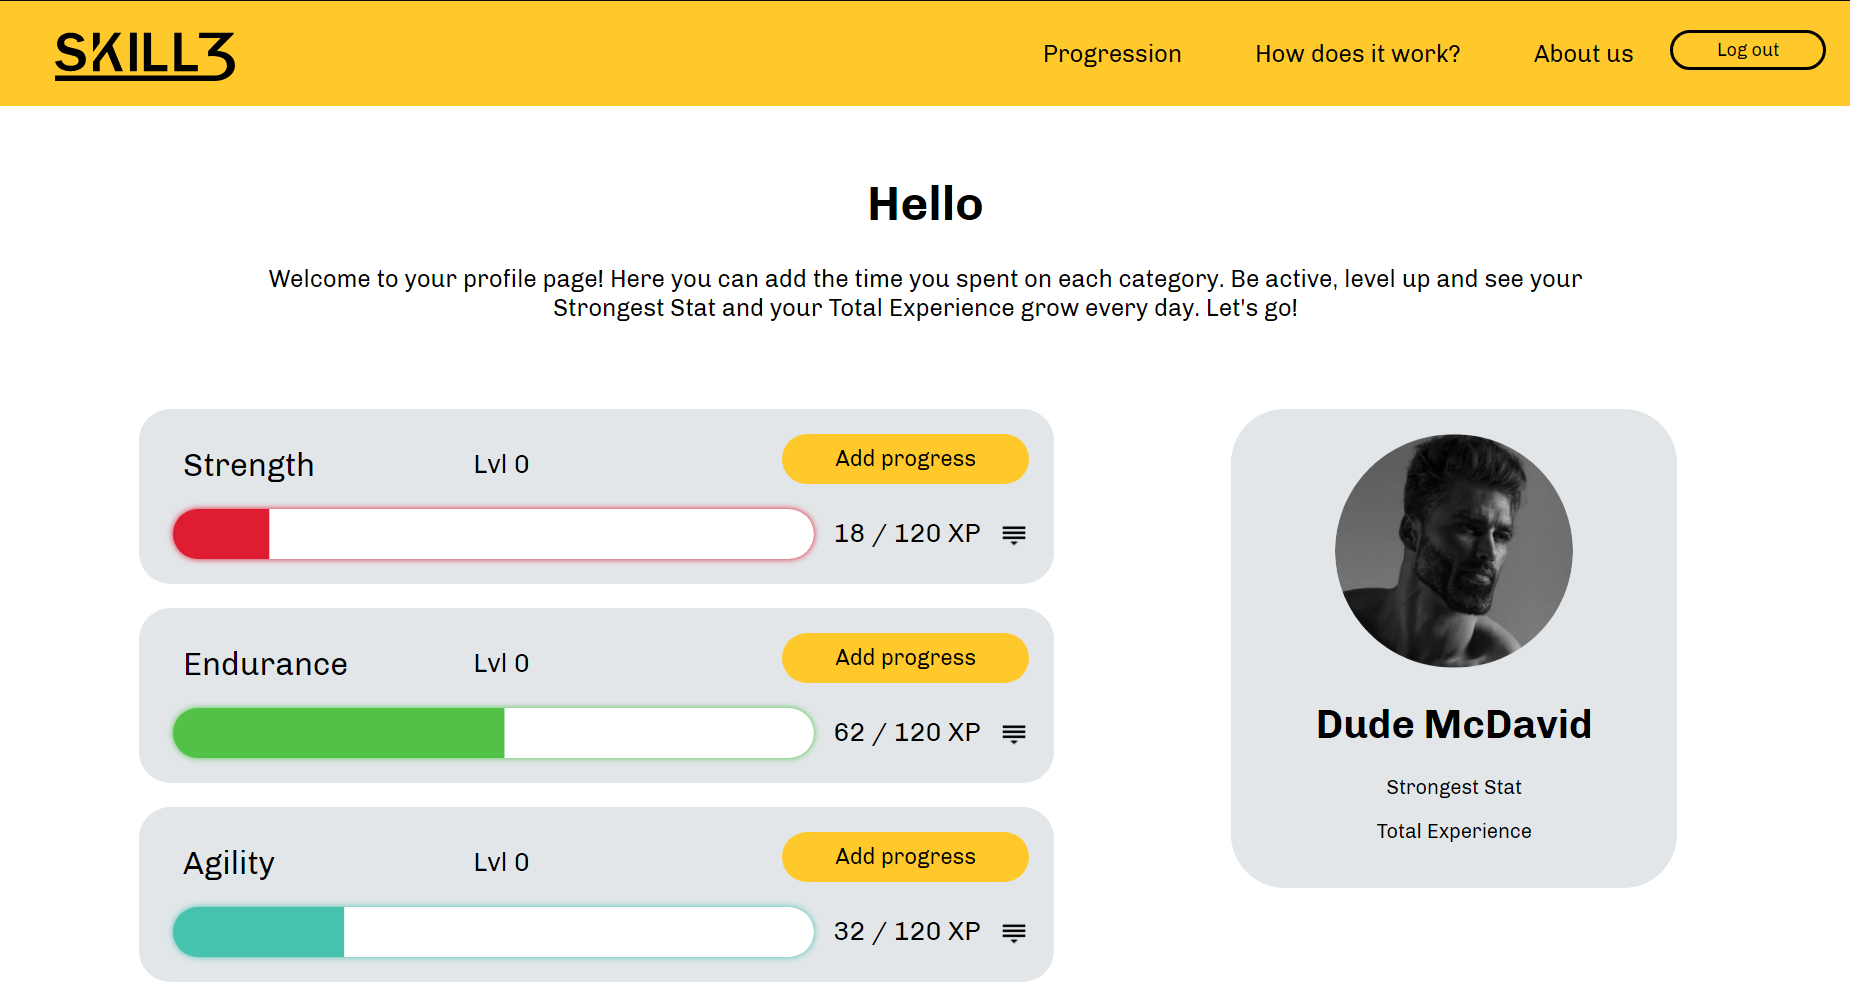 SKILL3
Progression
How does it work?
About us
Log out
Hello
Welcome to your profile page! Here you can add the time you spent on each category. Be active, level up and see your
Strongest Stat and your Total Experience grow every day. Let's go!
Strength
Lvl 0
Add progress
18 / 120 XP
Endurance
Lvl 0
Add progress
62 / 120 XP
Agility
Lvl 0
Add progress
32 / 120 XP
Dude McDavid
Strongest Stat
Total Experience